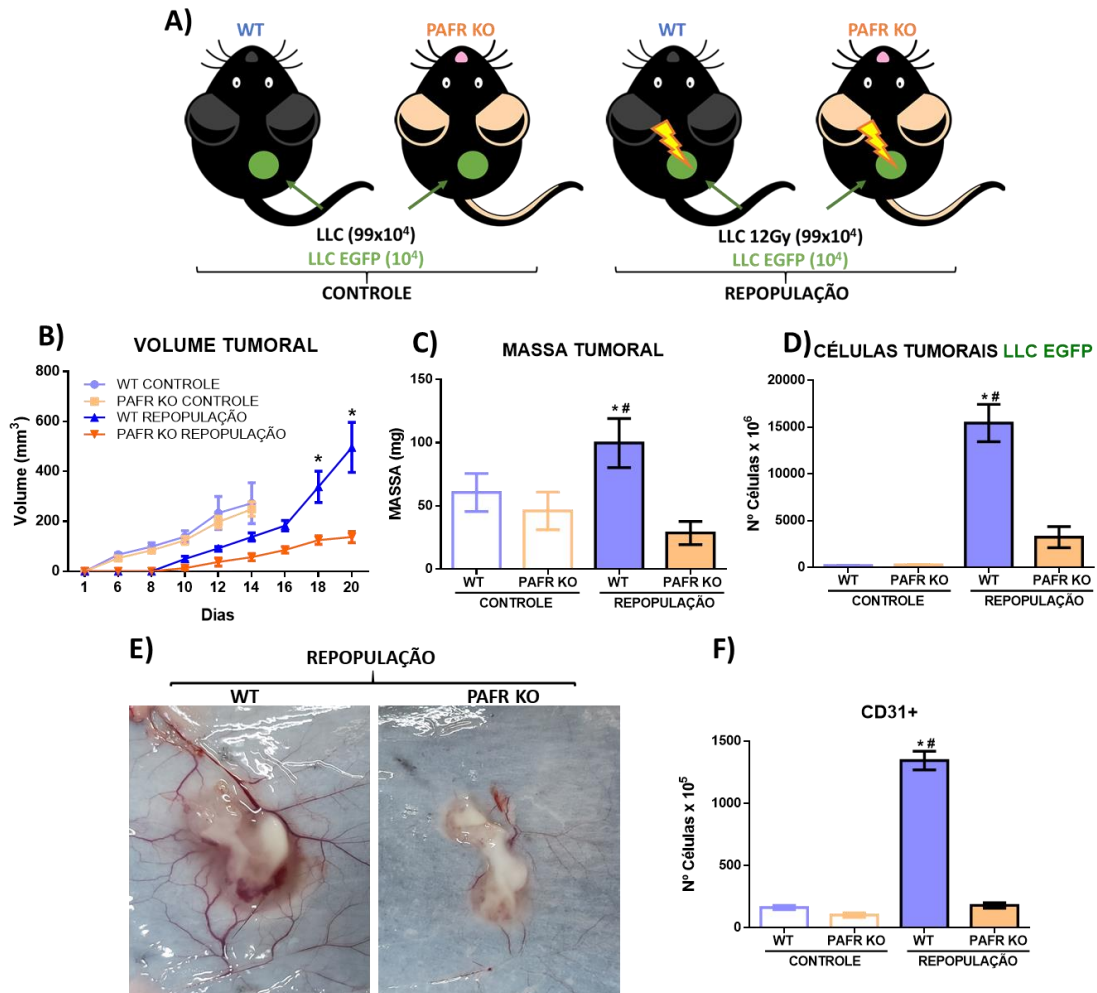 A)
WT
PAFR KO
WT
PAFR KO
LLC (99x10⁴)
LLC EGFP (10⁴)
CONTROLE
LLC 12Gy (99x10⁴)
LLC EGFP (10⁴)
REPOPULAÇÃO
B)
VOLUME TUMORAL
800
600
400
200
0
Volume (mm³)
WT CONTROLE
PAFR KO CONTROLE
WT REPOPULAÇÃO
PAFR KO REPOPULAÇÃO
*
*
1 6 8 10 12 14 16 18 20
Dias
C)
MASSA TUMORAL
150
100
50
0
MASSA (mg)
* #
WT PAFR KO WT PAFR KO
CONTROLE REPOPULAÇÃO
D)
CÉLULAS TUMORAIS LLC EGFP
20000
15000
10000
5000
0
Nº Células x 10⁶
* #
WT PAFR KO WT PAFR KO
CONTROLE REPOPULAÇÃO
E)
REPOPULAÇÃO
WT PAFR KO
F)
CD31+
1500
1000
500
0
Nº Células x 10⁵
* #
WT PAFR KO WT PAFR KO
CONTROLE REPOPULAÇÃO